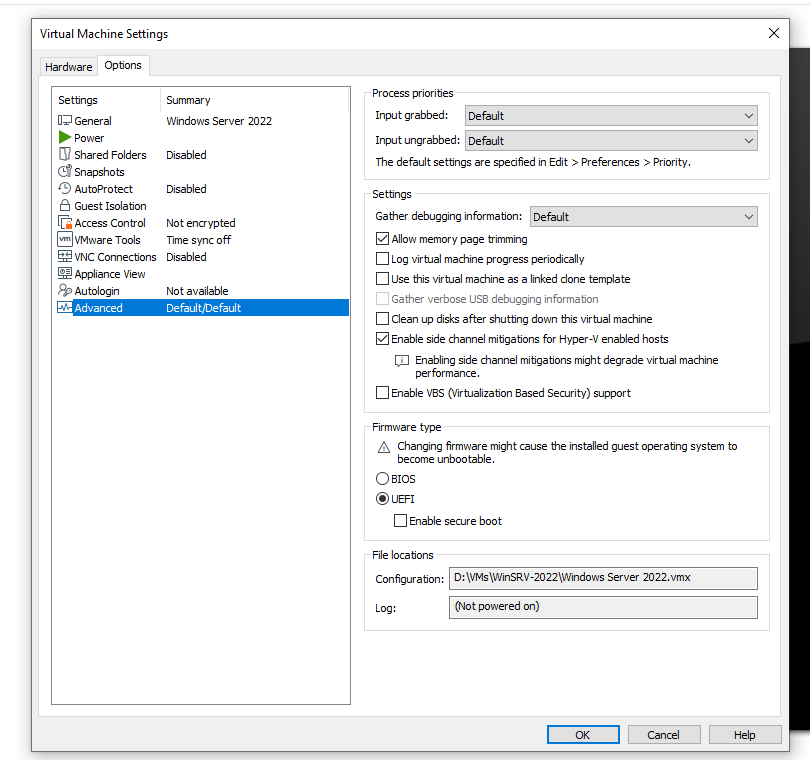 Virtual Machine Settings
Hardware Options
Settings Summary
General Windows Server 2022
Power
Shared Folders Disabled
Snapshots
AutoProtect Disabled
Guest Isolation
Access Control Not encrypted
vm VMware Tools Time sync off
VNC Connections Disabled
Appliance View
Autologin Not available
Advanced Default/Default
Process priorities
Input grabbed: Default
Input ungrabbed: Default
The default settings are specified in Edit > Preferences > Priority.
Settings
Gather debugging information: Default
Allow memory page trimming
Log virtual machine progress periodically
Use this virtual machine as a linked clone template
Gather verbose USB debugging information
Clean up disks after shutting down this virtual machine
Enable side channel mitigations for Hyper-V enabled hosts
Enabling side channel mitigations might degrade virtual machine
performance.
Enable VBS (Virtualization Based Security) support
Firmware type
Changing firmware might cause the installed guest operating system to
become unbootable.
BIOS
UEFI
Enable secure boot
File locations
Configuration: D:\VMs\WinSRV-2022\Windows Server 2022.vmx
Log: (Not powered on)
OK Cancel Help